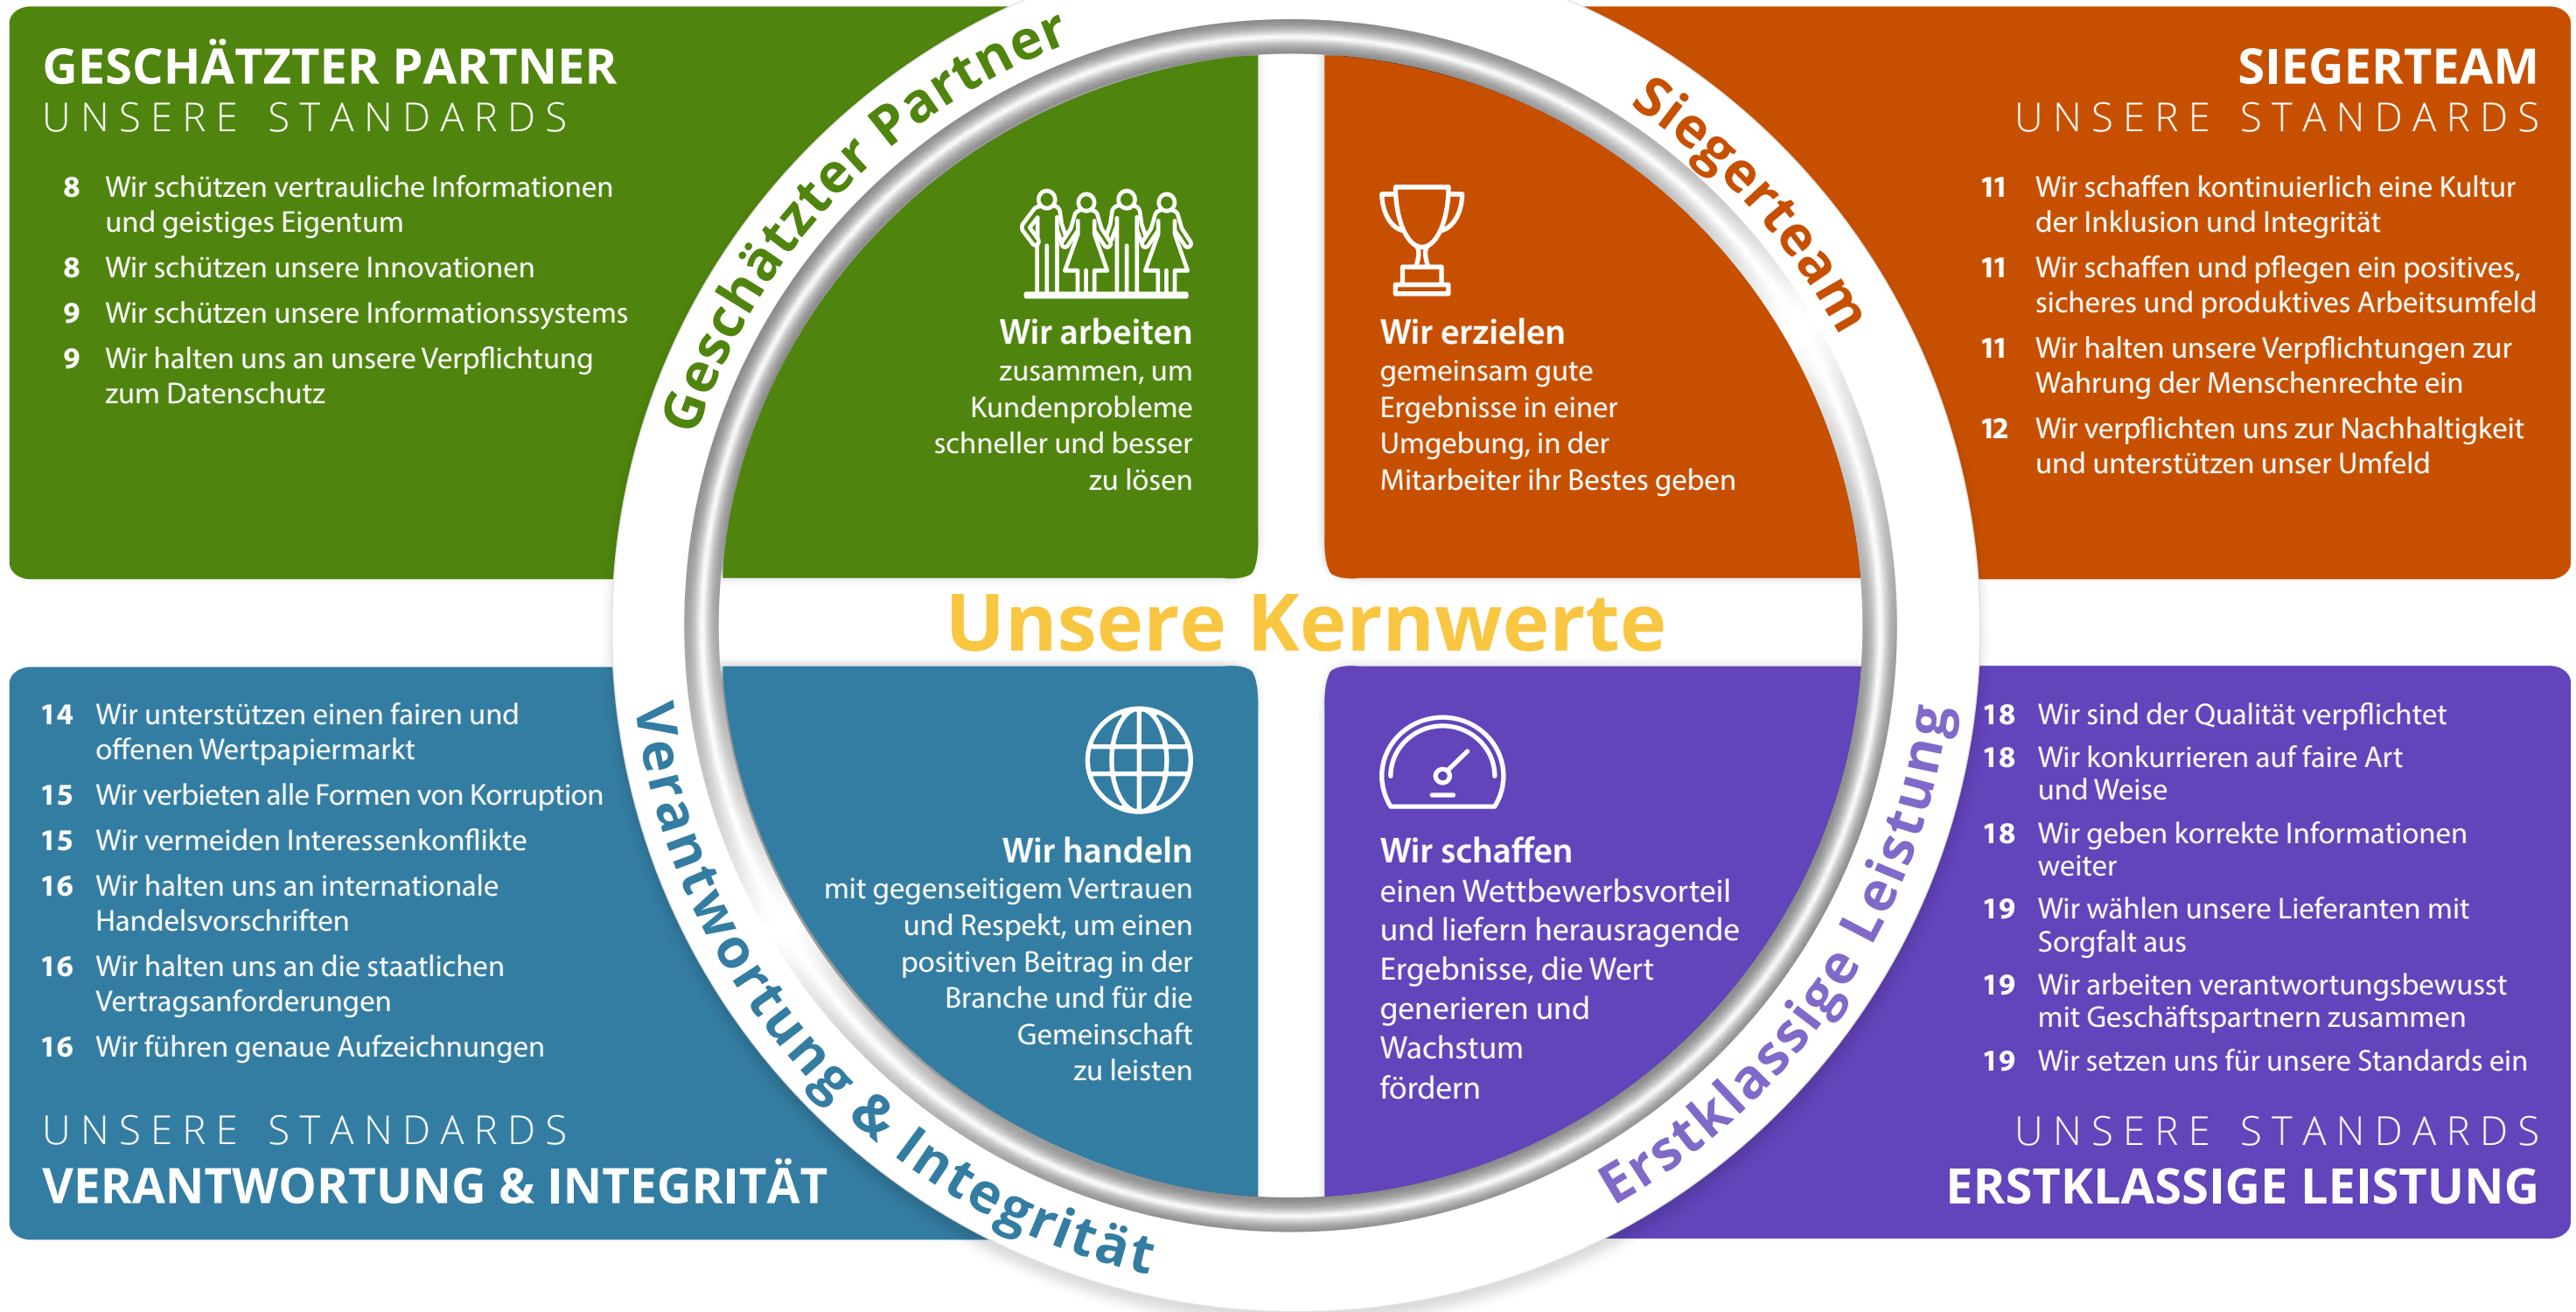 GESCHÄTZTER PARTNER
UNSERE STANDARDS
8 Wir schützen vertrauliche Informationen
und geistiges Eigentum
8 Wir schützen unsere Innovationen
9 Wir schützen unsere Informationssystems
9 Wir halten uns an unsere Verpflichtung
zum Datenschutz
Geschätzter Partner
Wir arbeiten
zusammen, um
Kundenprobleme
schneller und besser
zu lösen
Siegerteam
Wir erzielen
gemeinsam gute
Ergebnisse in einer
Umgebung, in der
Mitarbeiter ihr Bestes geben
SIEGERTEAM
UNSERE STANDARDS
11 Wir schaffen kontinuierlich eine Kultur
der Inklusion und Integrität
11 Wir schaffen und pflegen ein positives,
sicheres und produktives Arbeitsumfeld
11 Wir halten unsere Verpflichtungen zur
Wahrung der Menschenrechte ein
12 Wir verpflichten uns zur Nachhaltigkeit
und unterstützen unser Umfeld
Unsere Kernwerte
14 Wir unterstützen einen fairen und
offenen Wertpapiermarkt
15 Wir verbieten alle Formen von Korruption
15 Wir vermeiden Interessenkonflikte
16 Wir halten uns an internationale
Handelsvorschriften
16 Wir halten uns an die staatlichen
Vertragsanforderungen
16 Wir führen genaue Aufzeichnungen
UNSERE STANDARDS
VERANTWORTUNG & INTEGRITÄT
Verantwortung & Integrität
Wir handeln
mit gegenseitigem Vertrauen
und Respekt, um einen
positiven Beitrag in der
Branche und für die
Gemeinschaft
zu leisten
Wir schaffen
einen Wettbewerbsvorteil
und liefern herausragende
Ergebnisse, die Wert
generieren und
Wachstum
fördern
Erstklassige Leistung
18 Wir sind der Qualität verpflichtet
18 Wir konkurrieren auf faire Art
und Weise
18 Wir geben korrekte Informationen
weiter
19 Wir wählen unsere Lieferanten mit
Sorgfalt aus
19 Wir arbeiten verantwortungsbewusst
mit Geschäftspartnern zusammen
19 Wir setzen uns für unsere Standards ein
UNSERE STANDARDS
ERSTKLASSIGE LEISTUNG